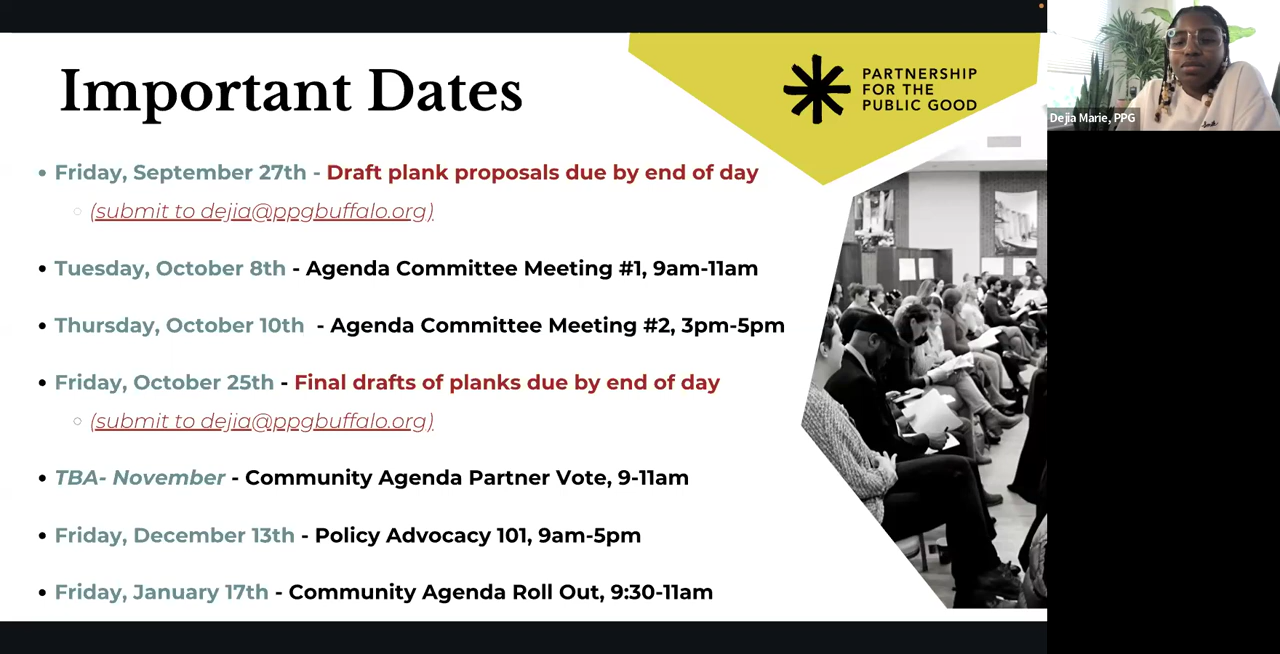 Important Dates
PARTNERSHIP
FOR THE
PUBLIC GOOD
Dejia Marie, PPG
Friday, September 27th - Draft plank proposals due by end of day
(submit to dejia@ppgbuffalo.org)
Tuesday, October 8th - Agenda Committee Meeting #1, 9am-11am
Thursday, October 10th - Agenda Committee Meeting #2, 3pm-5pm
Friday, October 25th - Final drafts of planks due by end of day
(submit to dejia@ppgbuffalo.org)
TBA- November - Community Agenda Partner Vote, 9-11am
Friday, December 13th - Policy Advocacy 101, 9am-5pm
Friday, January 17th - Community Agenda Roll Out, 9:30-11am